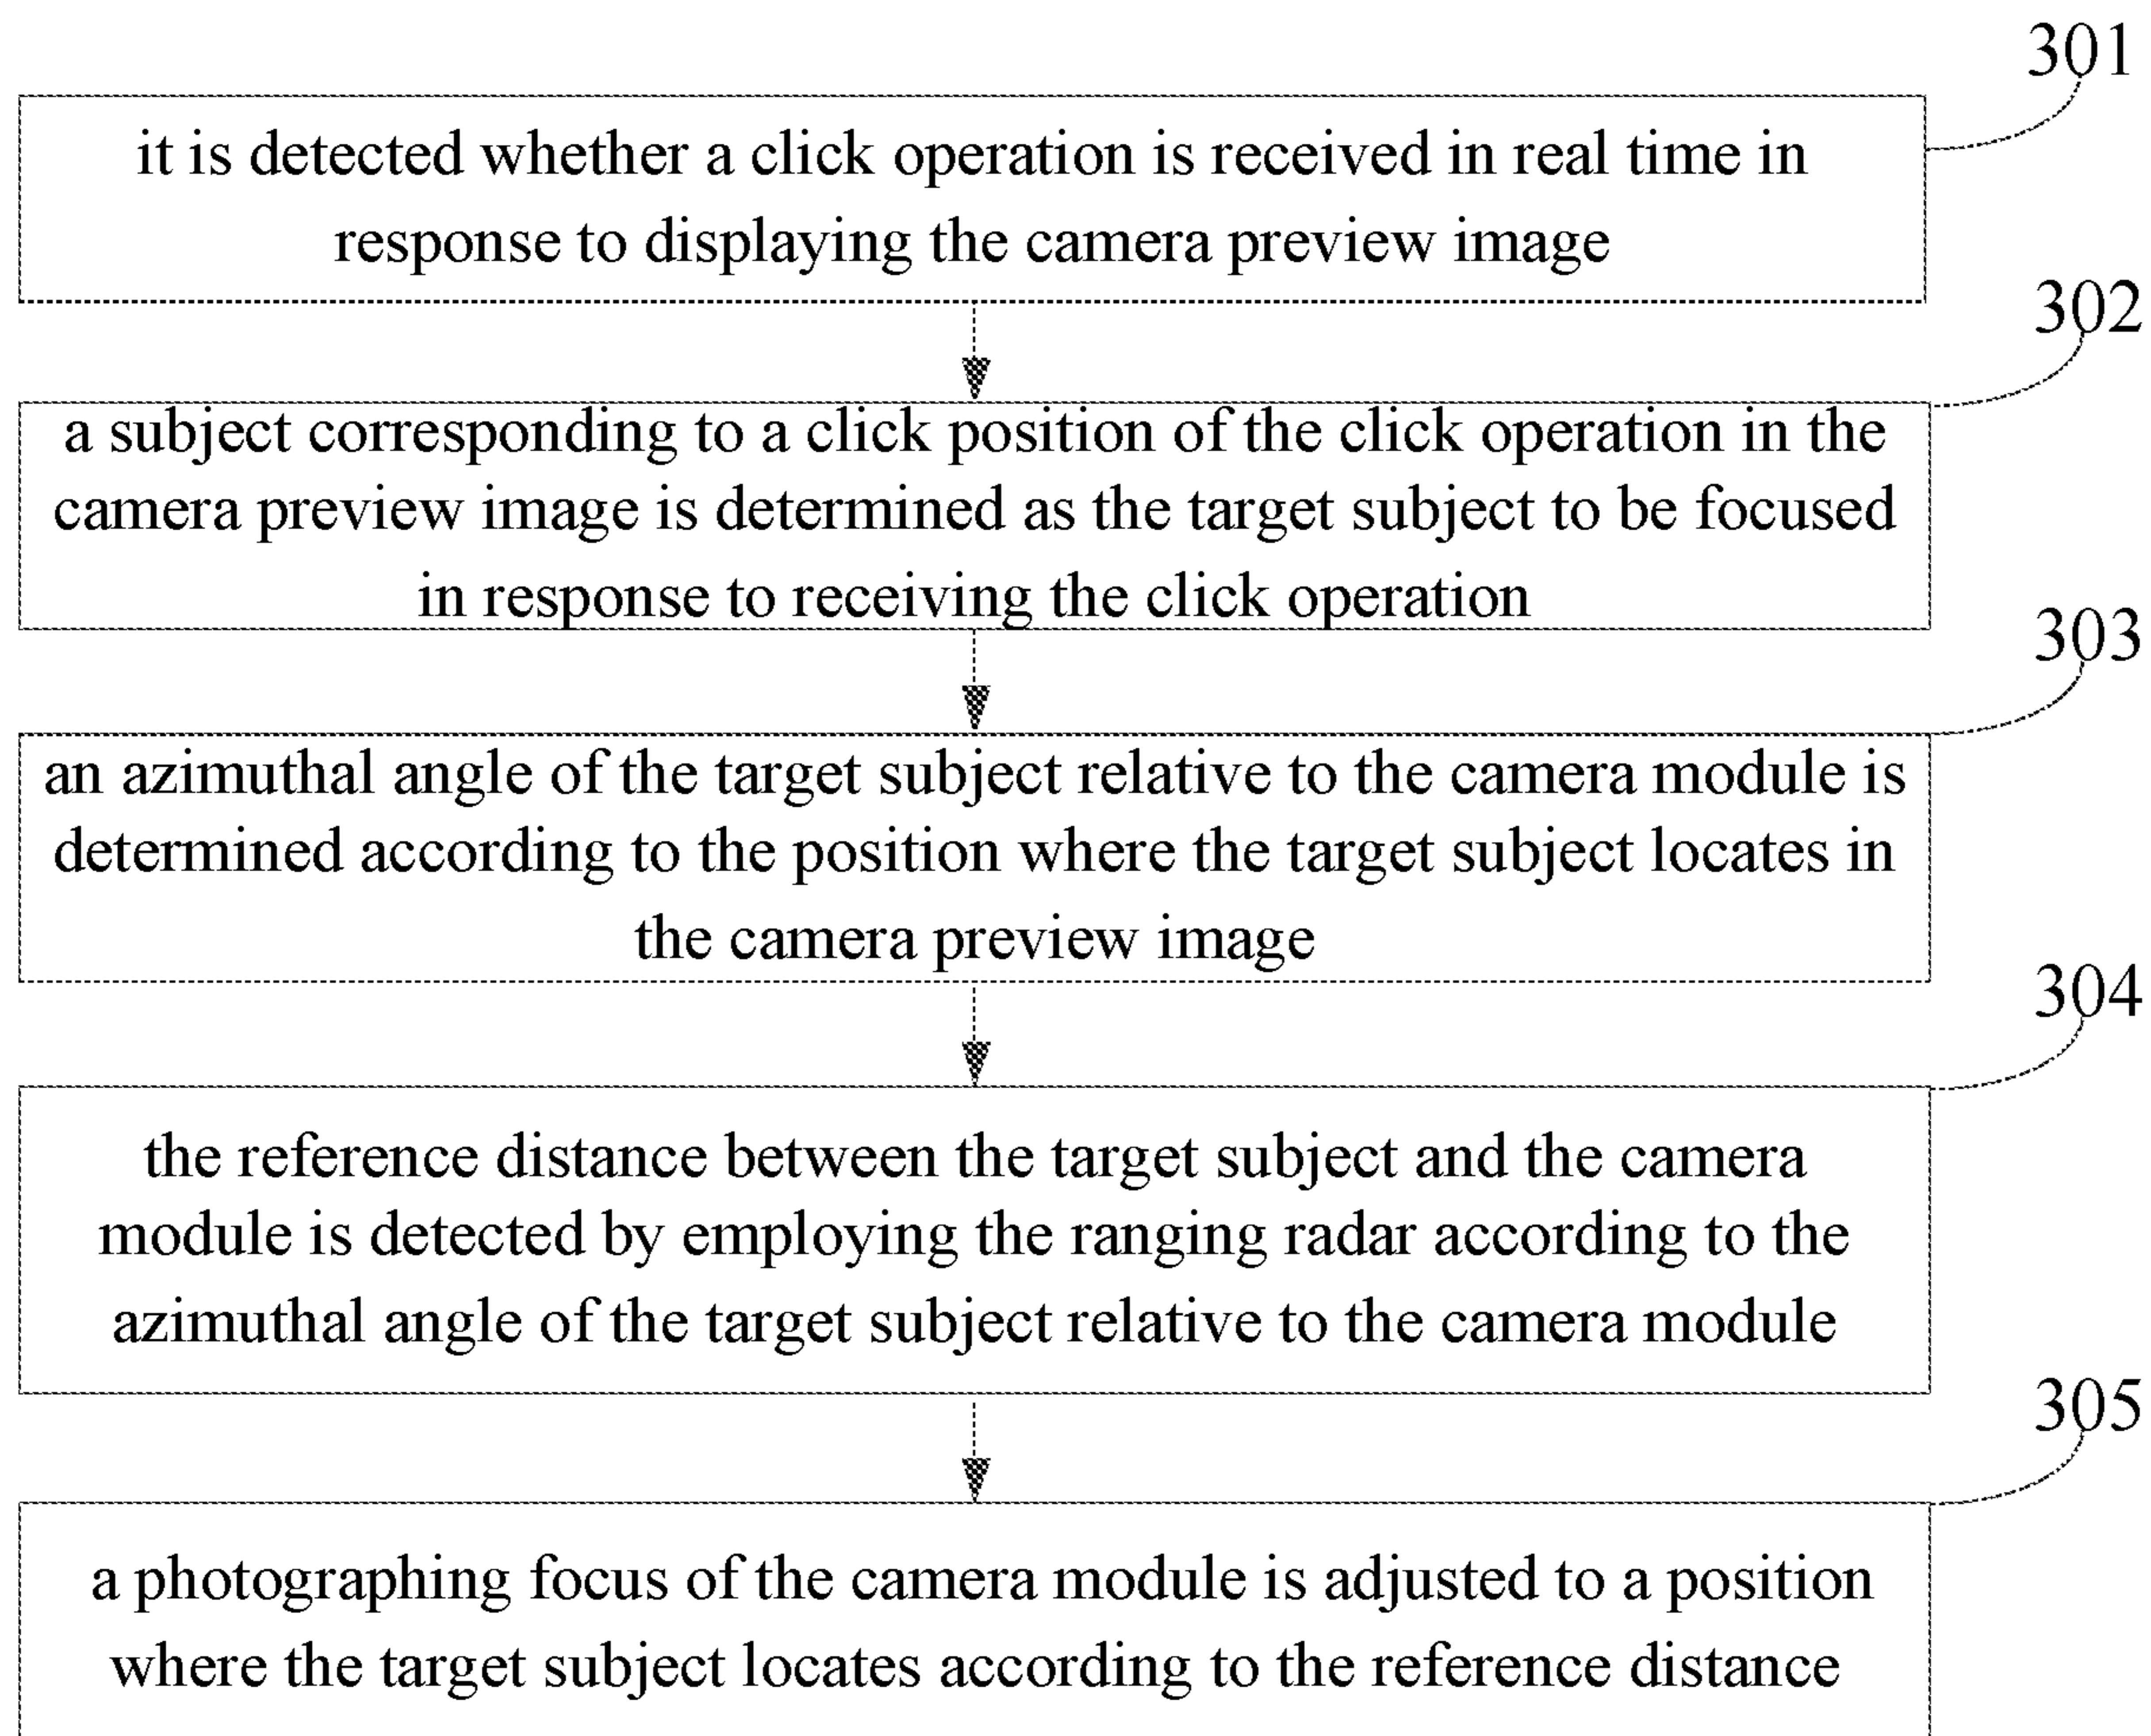 301
it is detected whether a click operation is received in real time in
response to displaying the camera preview image
302
a subject corresponding to a click position of the click operation in the
camera preview image is determined as the target subject to be focused
in response to receiving the click operation
303
an azimuthal angle of the target subject relative to the camera module is
determined according to the position where the target subject locates in
the camera preview image
304
the reference distance between the target subject and the camera
module is detected by employing the ranging radar according to the
azimuthal angle of the target subject relative to the camera module
305
a photographing focus of the camera module is adjusted to a position
where the target subject locates according to the reference distance